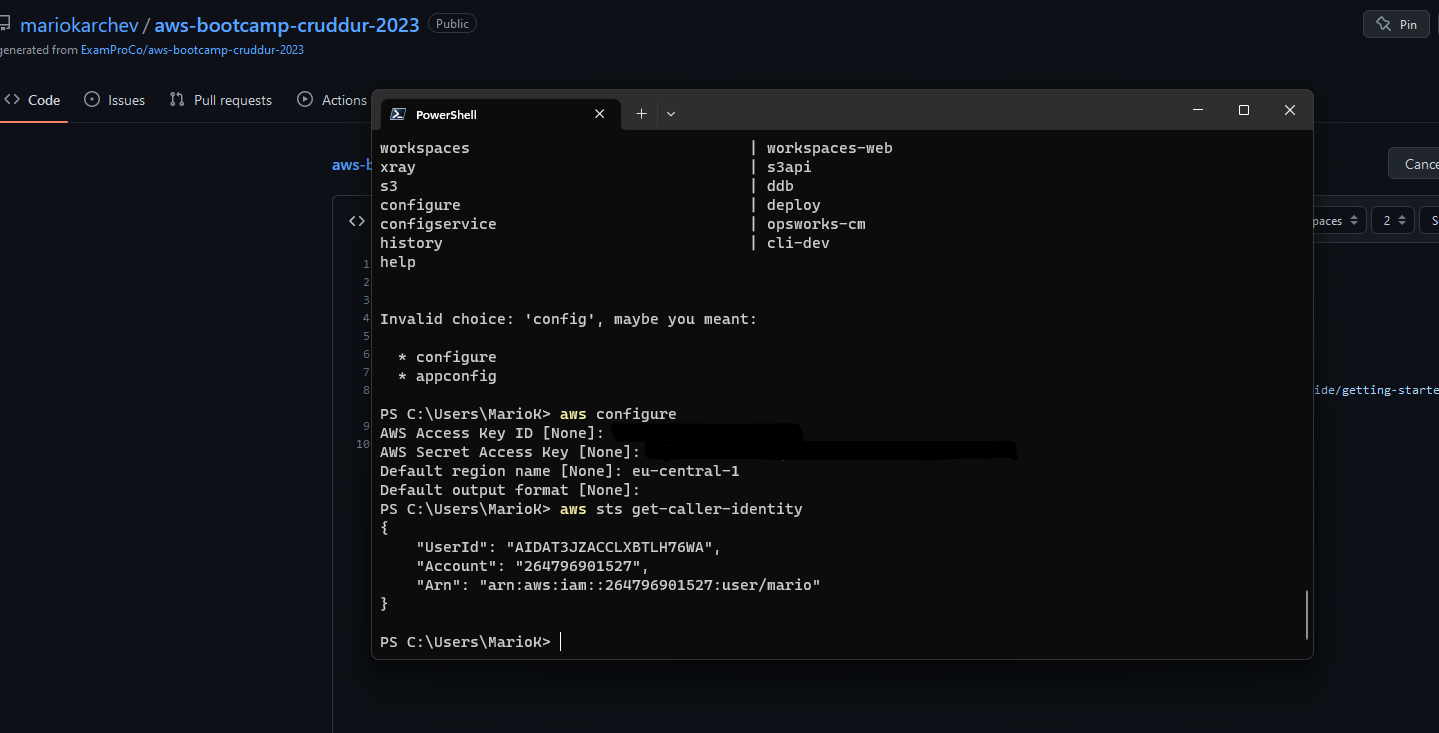 mariokarchev / aws-bootcamp-cruddur-2023 Public
Pin
generated from ExamProCo/aws-bootcamp-cruddur-2023
Code Issues Pull requests Actions
PowerShell
workspaces | workspaces-web
xray | s3api
s3 | ddb
configure | deploy
configservice | opsworks-cm
history | cli-dev
help
Invalid choice: 'config', maybe you meant:
* configure
* appconfig
PS C:\Users\MarioK> aws configure
AWS Access Key ID [None]:
AWS Secret Access Key [None]:
Default region name [None]: eu-central-1
Default output format [None]:
PS C:\Users\MarioK> aws sts get-caller-identity
{
"UserId": "AIDAT3JZACCLXBTLH76WA",
"Account": "264796901527",
"Arn": "arn:aws:iam::264796901527:user/mario"
}
PS C:\Users\MarioK>
aws-b
Cance
<>
paces 2 S
1
2
3
4
5
6
7
8
ide/getting-starte
9
10